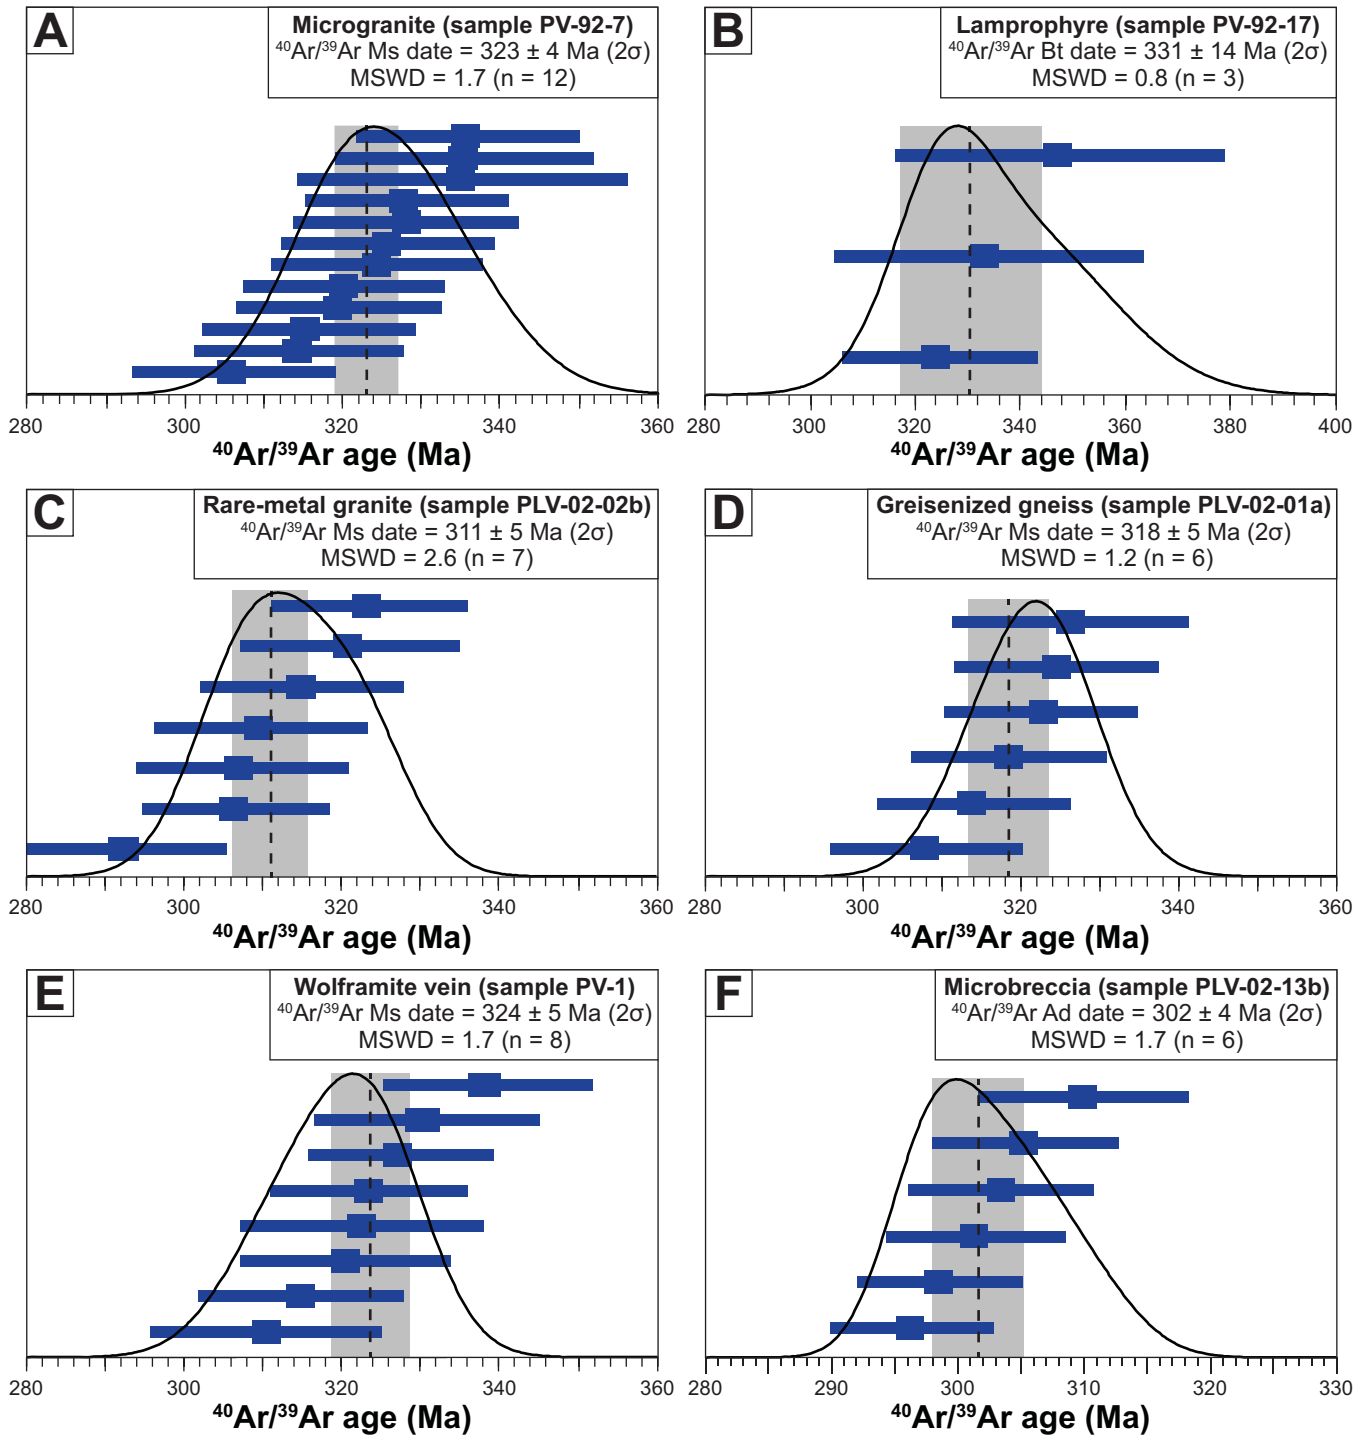 A
Microgranite (sample PV-92-7)
⁴⁰Ar/³⁹Ar Ms date = 323 ± 4 Ma (2σ)
MSWD = 1.7 (n = 12)
280 300 320 340 360
⁴⁰Ar/³⁹Ar age (Ma)
B
Lamprophyre (sample PV-92-17)
⁴⁰Ar/³⁹Ar Bt date = 331 ± 14 Ma (2σ)
MSWD = 0.8 (n = 3)
280 300 320 340 360 380 400
⁴⁰Ar/³⁹Ar age (Ma)
C
Rare-metal granite (sample PLV-02-02b)
⁴⁰Ar/³⁹Ar Ms date = 311 ± 5 Ma (2σ)
MSWD = 2.6 (n = 7)
280 300 320 340 360
⁴⁰Ar/³⁹Ar age (Ma)
D
Greisenized gneiss (sample PLV-02-01a)
⁴⁰Ar/³⁹Ar Ms date = 318 ± 5 Ma (2σ)
MSWD = 1.2 (n = 6)
280 300 320 340 360
⁴⁰Ar/³⁹Ar age (Ma)
E
Wolframite vein (sample PV-1)
⁴⁰Ar/³⁹Ar Ms date = 324 ± 5 Ma (2σ)
MSWD = 1.7 (n = 8)
280 300 320 340 360
⁴⁰Ar/³⁹Ar age (Ma)
F
Microbreccia (sample PLV-02-13b)
⁴⁰Ar/³⁹Ar Ad date = 302 ± 4 Ma (2σ)
MSWD = 1.7 (n = 6)
280 290 300 310 320 330
⁴⁰Ar/³⁹Ar age (Ma)